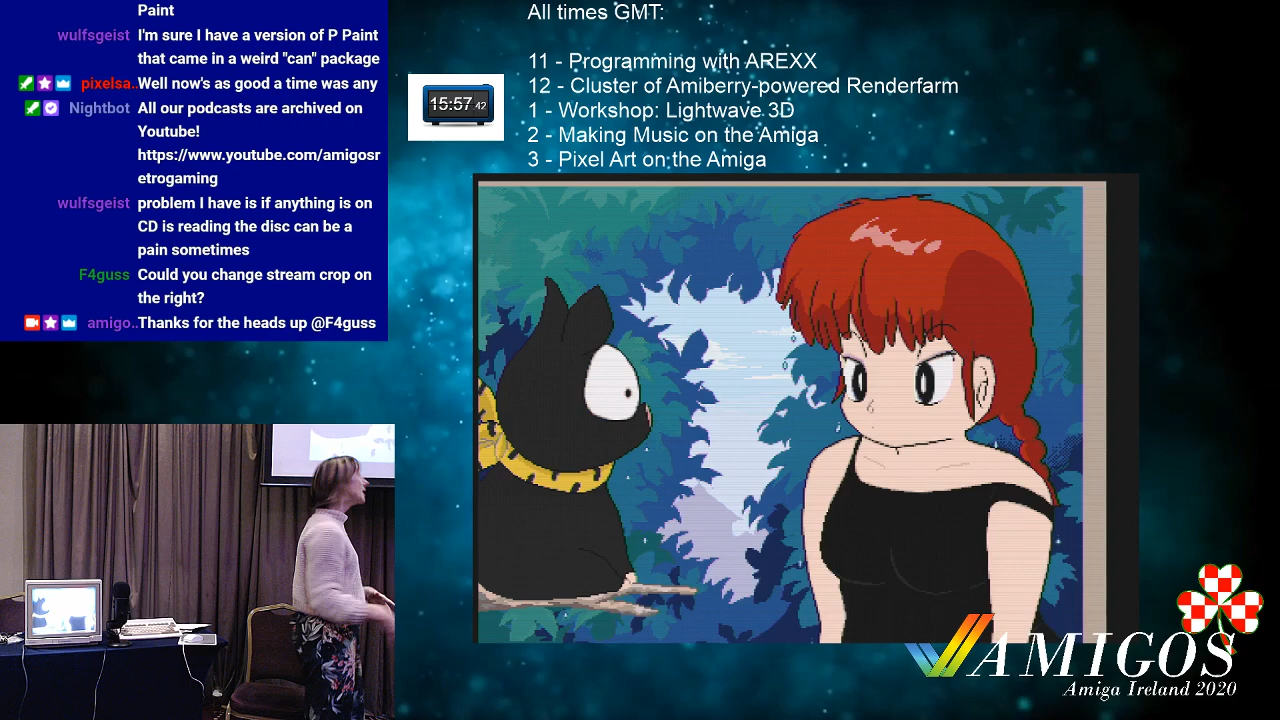 Paint
wulfsgeist I'm sure I have a version of P Paint
that came in a weird "can" package
pixelsa.. Well now's as good a time was any
Nightbot All our podcasts are archived on
Youtube!
https://www.youtube.com/amigosr
etrogaming
wulfsgeist problem I have is if anything is on
CD is reading the disc can be a
pain sometimes
F4guss Could you change stream crop on
the right?
amigo.. Thanks for the heads up @F4guss
15:57 42
All times GMT:
11 - Programming with AREXX
12 - Cluster of Amiberry-powered Renderfarm
1 - Workshop: Lightwave 3D
2 - Making Music on the Amiga
3 - Pixel Art on the Amiga
AMIGOS
Amiga Ireland 2020